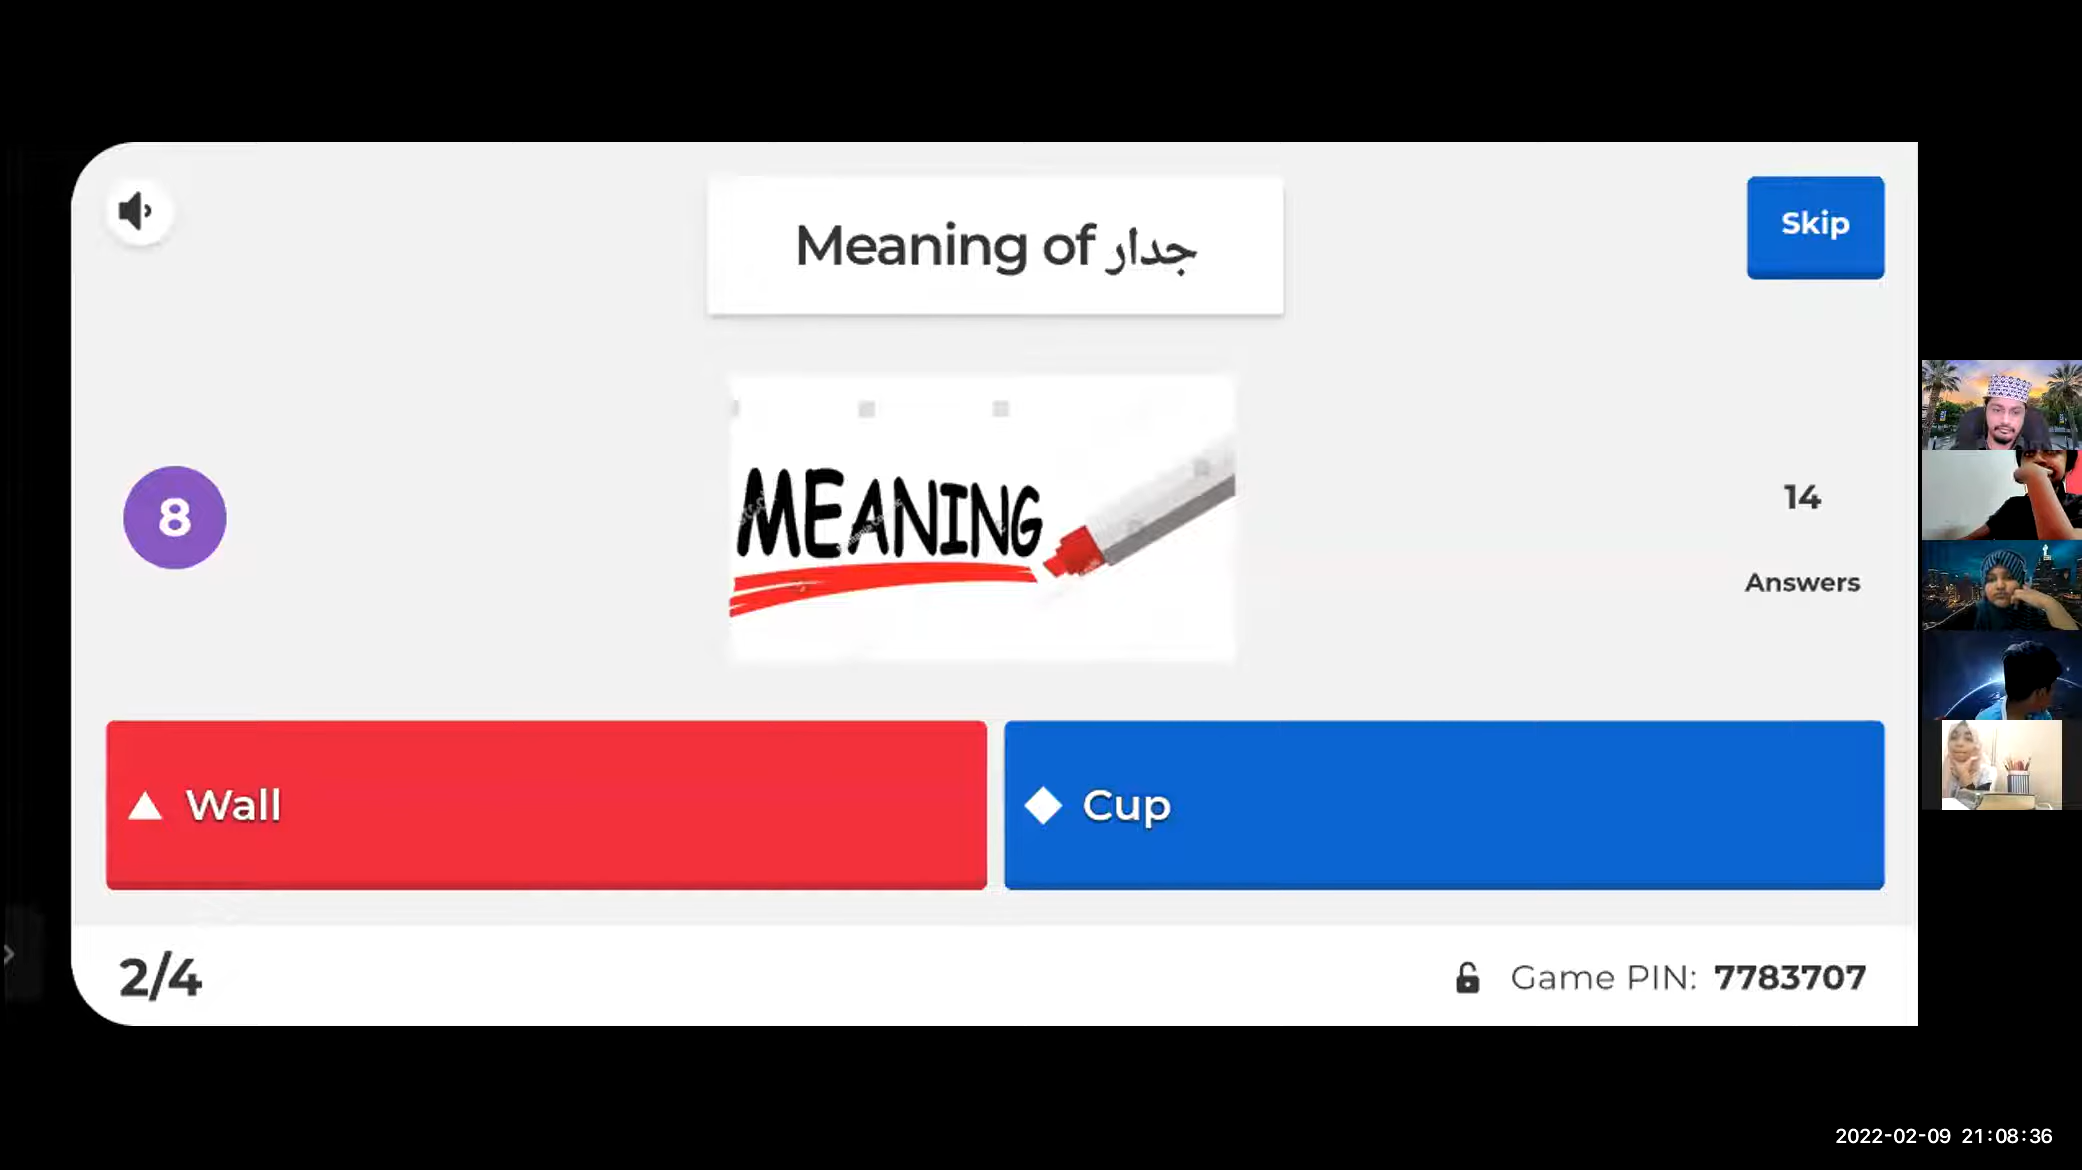 Meaning of جدار
Skip
MEANING
8
14
Answers
Wall
Cup
2/4
Game PIN: 7783707
2022-02-09 21:08:36